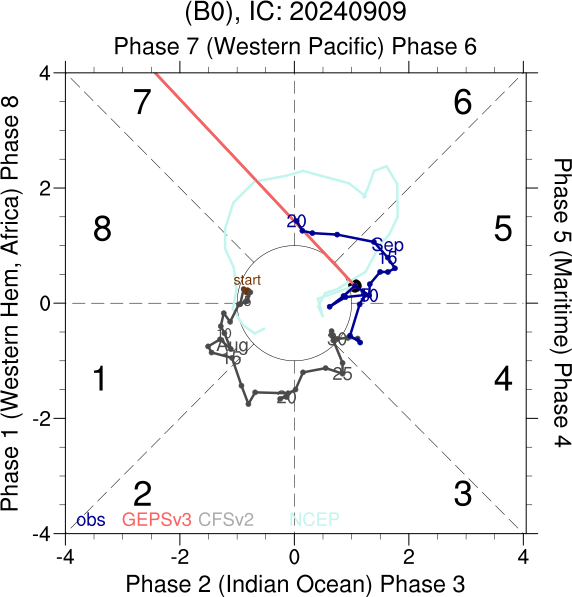 (B0), IC: 20240909
Phase 7 (Western Pacific) Phase 6
Phase 1 (Western Hem, Africa) Phase 8
Phase 5 (Maritime) Phase 4
4
2
0
-2
-4
7
6
8
5
1
4
2
3
20
Sep
16
start
Aug
15
25
20
obs GEPSv3 CFSv2 NCEP
-4 -2 0 2 4
Phase 2 (Indian Ocean) Phase 3